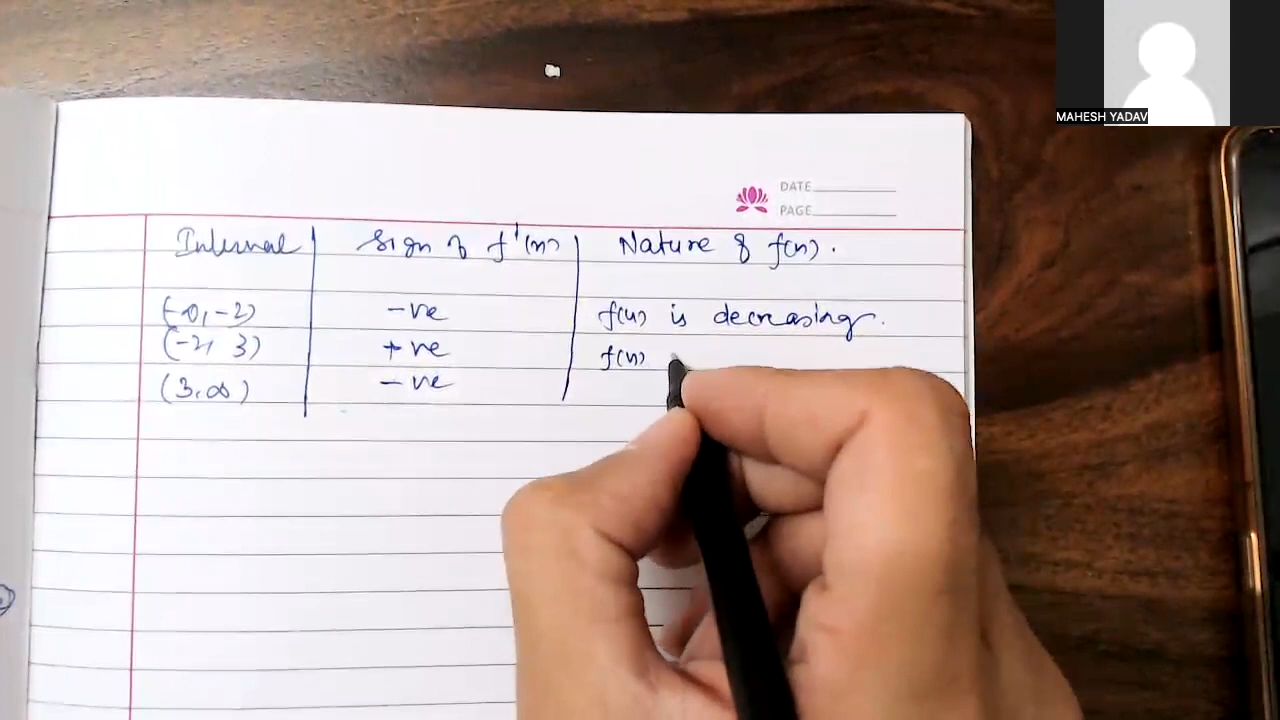 MAHESH YADAV
DATE
PAGE
Interval Sign of f'(x) Nature of f(x).
(-∞, -2) -ve f(x) is decreasing.
(-2, 3) +ve f(x)
(3, ∞) -ve